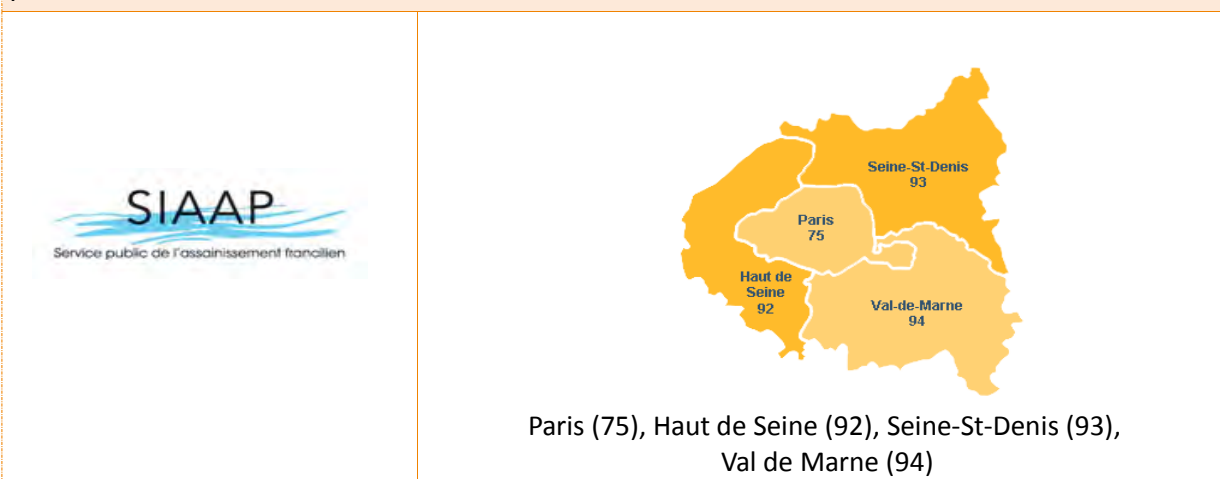 SIAAP
Service public de l'assainissement francilien
Seine-St-Denis
93
Paris
75
Haut de
Seine
92
Val-de-Marne
94
Paris (75), Haut de Seine (92), Seine-St-Denis (93),
Val de Marne (94)